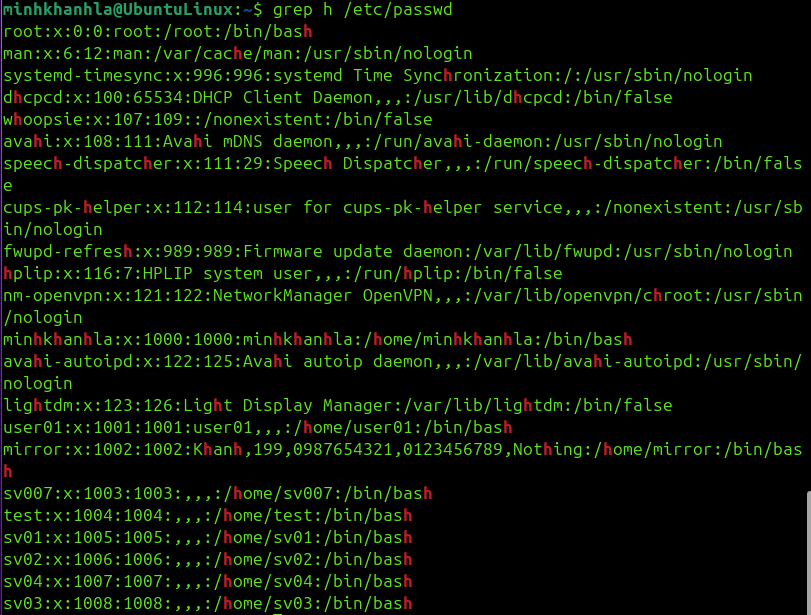 minhkhanhla@UbuntuLinux:~$ grep h /etc/passwd
root:x:0:0:root:/root:/bin/bash
man:x:6:12:man:/var/cache/man:/usr/sbin/nologin
systemd-timesync:x:996:996:systemd Time Synchronization:/:/usr/sbin/nologin
dhcpcd:x:100:65534:DHCP Client Daemon,,,:/usr/lib/dhcpcd:/bin/false
whoopsie:x:107:109::/nonexistent:/bin/false
avahi:x:108:111:Avahi mDNS daemon,,,:/run/avahi-daemon:/usr/sbin/nologin
speech-dispatcher:x:111:29:Speech Dispatcher,,,:/run/speech-dispatcher:/bin/fals
e
cups-pk-helper:x:112:114:user for cups-pk-helper service,,,:/nonexistent:/usr/sb
in/nologin
fwupd-refresh:x:989:989:Firmware update daemon:/var/lib/fwupd:/usr/sbin/nologin
hplip:x:116:7:HPLIP system user,,,:/run/hplip:/bin/false
nm-openvpn:x:121:122:NetworkManager OpenVPN,,,:/var/lib/openvpn/chroot:/usr/sbin
/nologin
minhkhanhla:x:1000:1000:minhkhanhla:/home/minhkhanhla:/bin/bash
avahi-autoipd:x:122:125:Avahi autoip daemon,,,:/var/lib/avahi-autoipd:/usr/sbin/
nologin
lightdm:x:123:126:Light Display Manager:/var/lib/lightdm:/bin/false
user01:x:1001:1001:user01,,,:/home/user01:/bin/bash
mirror:x:1002:1002:Khanh,199,0987654321,0123456789,Nothing:/home/mirror:/bin/bas
h
sv007:x:1003:1003:,,,:/home/sv007:/bin/bash
test:x:1004:1004:,,,:/home/test:/bin/bash
sv01:x:1005:1005:,,,:/home/sv01:/bin/bash
sv02:x:1006:1006:,,,:/home/sv02:/bin/bash
sv04:x:1007:1007:,,,:/home/sv04:/bin/bash
sv03:x:1008:1008:,,,:/home/sv03:/bin/bash